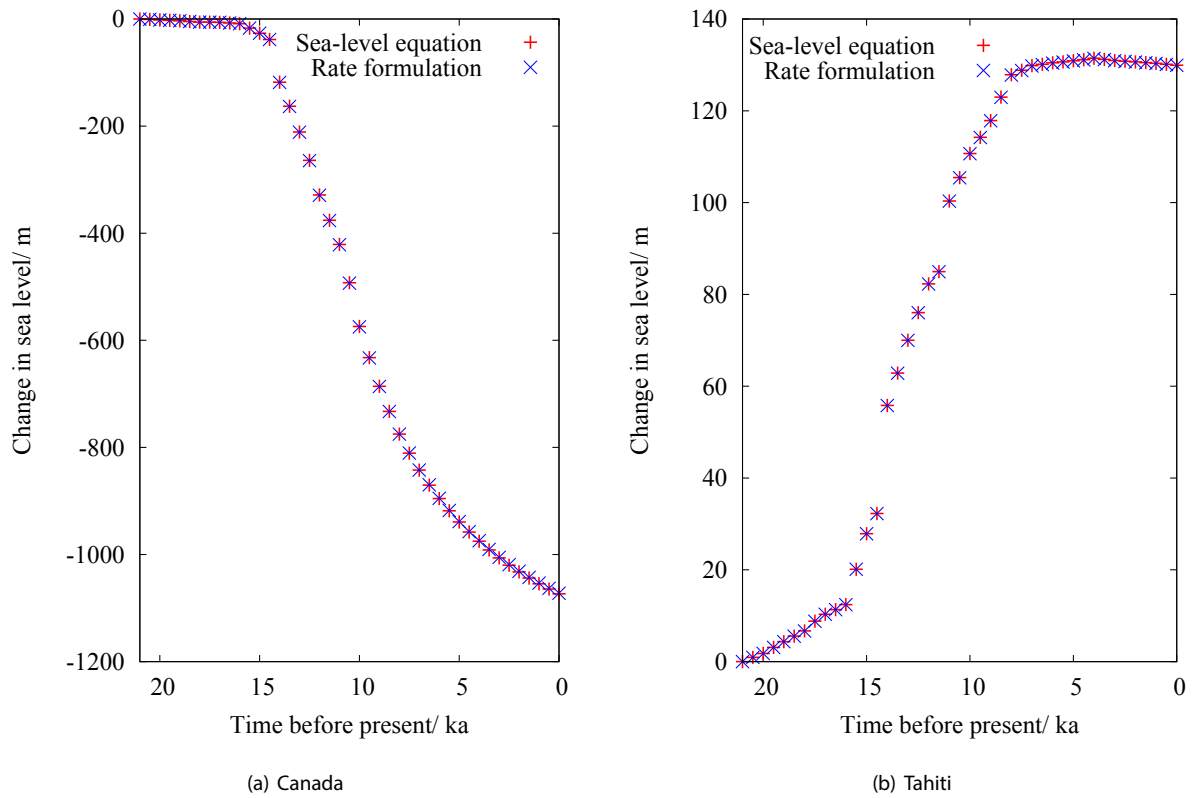 0
-200
-400
-600
-800
-1000
-1200
20 15 10 5 0
Change in sea level/ m
Time before present/ ka
Sea-level equation
Rate formulation
(a) Canada
140
120
100
80
60
40
20
0
20 15 10 5 0
Change in sea level/ m
Time before present/ ka
Sea-level equation
Rate formulation
(b) Tahiti